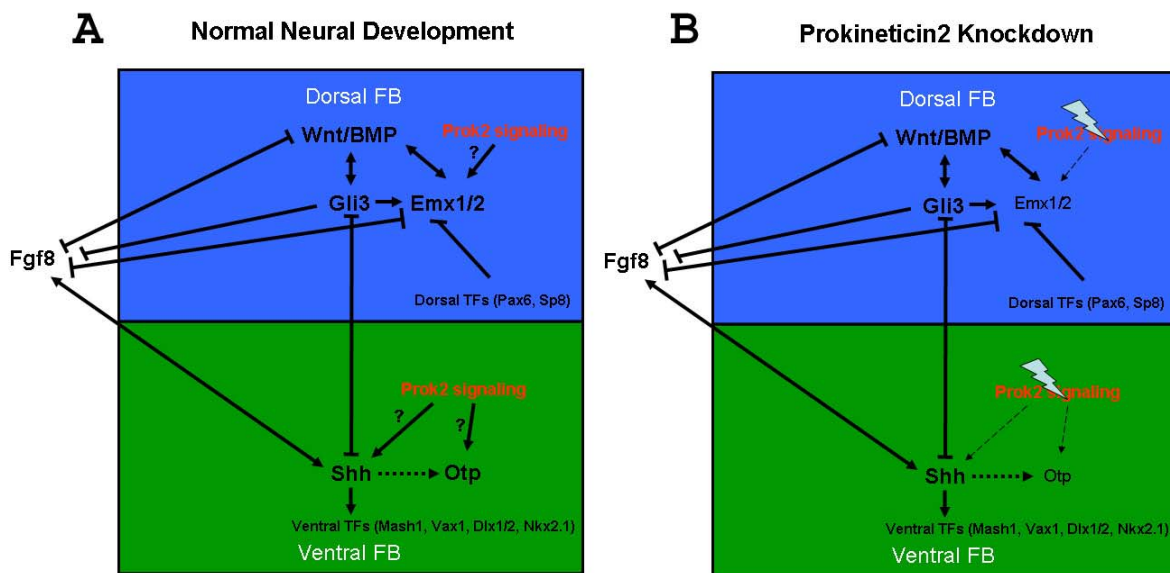 A
Normal Neural Development
Dorsal FB
Wnt/BMP
Prok2 signaling
?
Gli3
Emx1/2
Fgf8
Dorsal TFs (Pax6, Sp8)
Prok2 signaling
?
?
Shh
Otp
Ventral TFs (Mash1, Vax1, Dlx1/2, Nkx2.1)
Ventral FB
B
Prokineticin2 Knockdown
Dorsal FB
Wnt/BMP
Prok2 signaling
Gli3
Emx1/2
Fgf8
Dorsal TFs (Pax6, Sp8)
Prok2 signaling
Shh
Otp
Ventral TFs (Mash1, Vax1, Dlx1/2, Nkx2.1)
Ventral FB